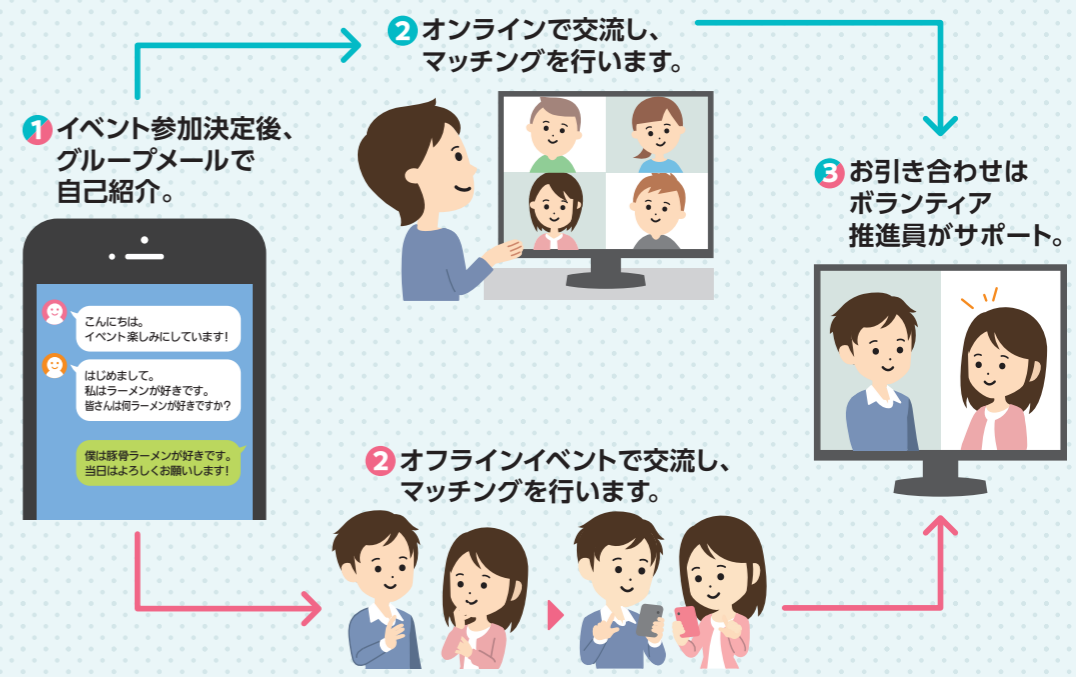 ❶イベント参加決定後、
グループメールで
自己紹介。
こんにちは。
イベント楽しみにしています!
はじめまして。
私はラーメンが好きです。
皆さんは何ラーメンが好きですか?
僕は豚骨ラーメンが好きです。
当日はよろしくお願いします!
❷オンラインで交流し、
マッチングを行います。
❷オフラインイベントで交流し、
マッチングを行います。
❸お引き合わせは
ボランティア
推進員がサポート。